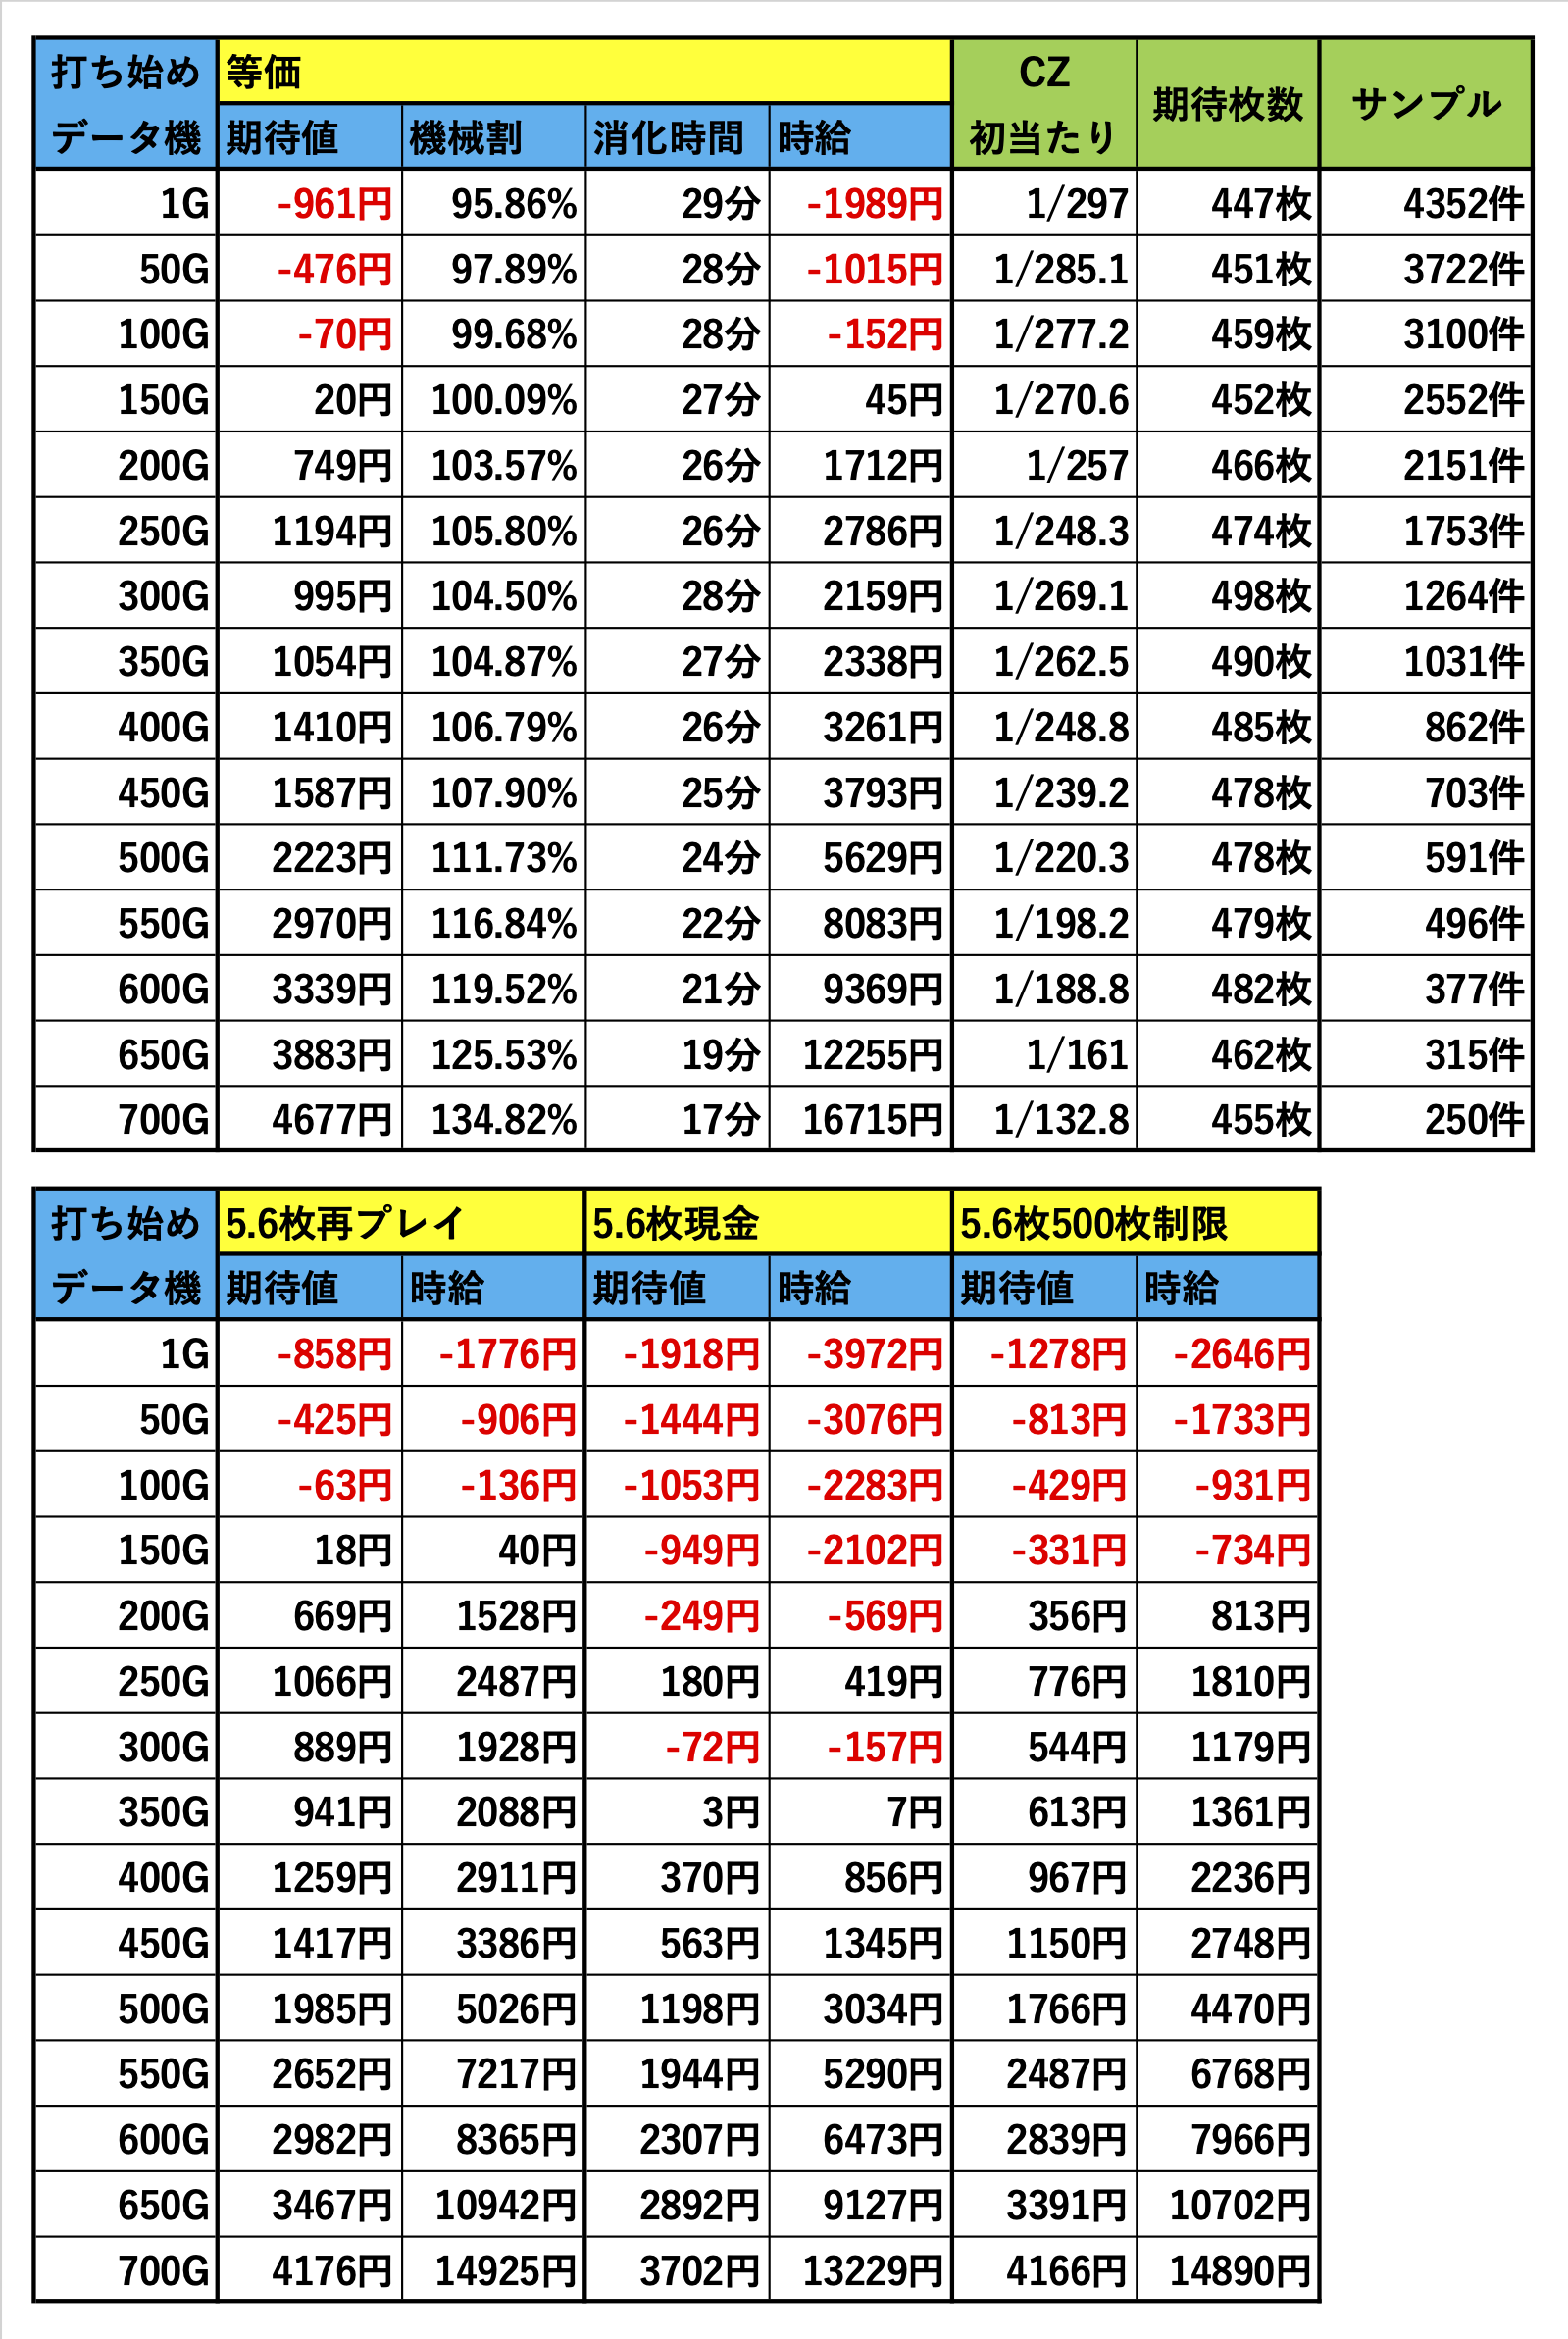 打ち始め 等価 CZ 期待枚数 サンプル
データ機 期待値 機械割 消化時間 時給 初当たり
1G -961円 95.86% 29分 -1989円 1/297 447枚 4352件
50G -476円 97.89% 28分 -1015円 1/285.1 451枚 3722件
100G -70円 99.68% 28分 -152円 1/277.2 459枚 3100件
150G 20円 100.09% 27分 45円 1/270.6 452枚 2552件
200G 749円 103.57% 26分 1712円 1/257 466枚 2151件
250G 1194円 105.80% 26分 2786円 1/248.3 474枚 1753件
300G 995円 104.50% 28分 2159円 1/269.1 498枚 1264件
350G 1054円 104.87% 27分 2338円 1/262.5 490枚 1031件
400G 1410円 106.79% 26分 3261円 1/248.8 485枚 862件
450G 1587円 107.90% 25分 3793円 1/239.2 478枚 703件
500G 2223円 111.73% 24分 5629円 1/220.3 478枚 591件
550G 2970円 116.84% 22分 8083円 1/198.2 479枚 496件
600G 3339円 119.52% 21分 9369円 1/188.8 482枚 377件
650G 3883円 125.53% 19分 12255円 1/161 462枚 315件
700G 4677円 134.82% 17分 16715円 1/132.8 455枚 250件
打ち始め 5.6枚再プレイ 5.6枚現金 5.6枚500枚制限
データ機 期待値 時給 期待値 時給 期待値 時給
1G -858円 -1776円 -1918円 -3972円 -1278円 -2646円
50G -425円 -906円 -1444円 -3076円 -813円 -1733円
100G -63円 -136円 -1053円 -2283円 -429円 -931円
150G 18円 40円 -949円 -2102円 -331円 -734円
200G 669円 1528円 -249円 -569円 356円 813円
250G 1066円 2487円 180円 419円 776円 1810円
300G 889円 1928円 -72円 -157円 544円 1179円
350G 941円 2088円 3円 7円 613円 1361円
400G 1259円 2911円 370円 856円 967円 2236円
450G 1417円 3386円 563円 1345円 1150円 2748円
500G 1985円 5026円 1198円 3034円 1766円 4470円
550G 2652円 7217円 1944円 5290円 2487円 6768円
600G 2982円 8365円 2307円 6473円 2839円 7966円
650G 3467円 10942円 2892円 9127円 3391円 10702円
700G 4176円 14925円 3702円 13229円 4166円 14890円